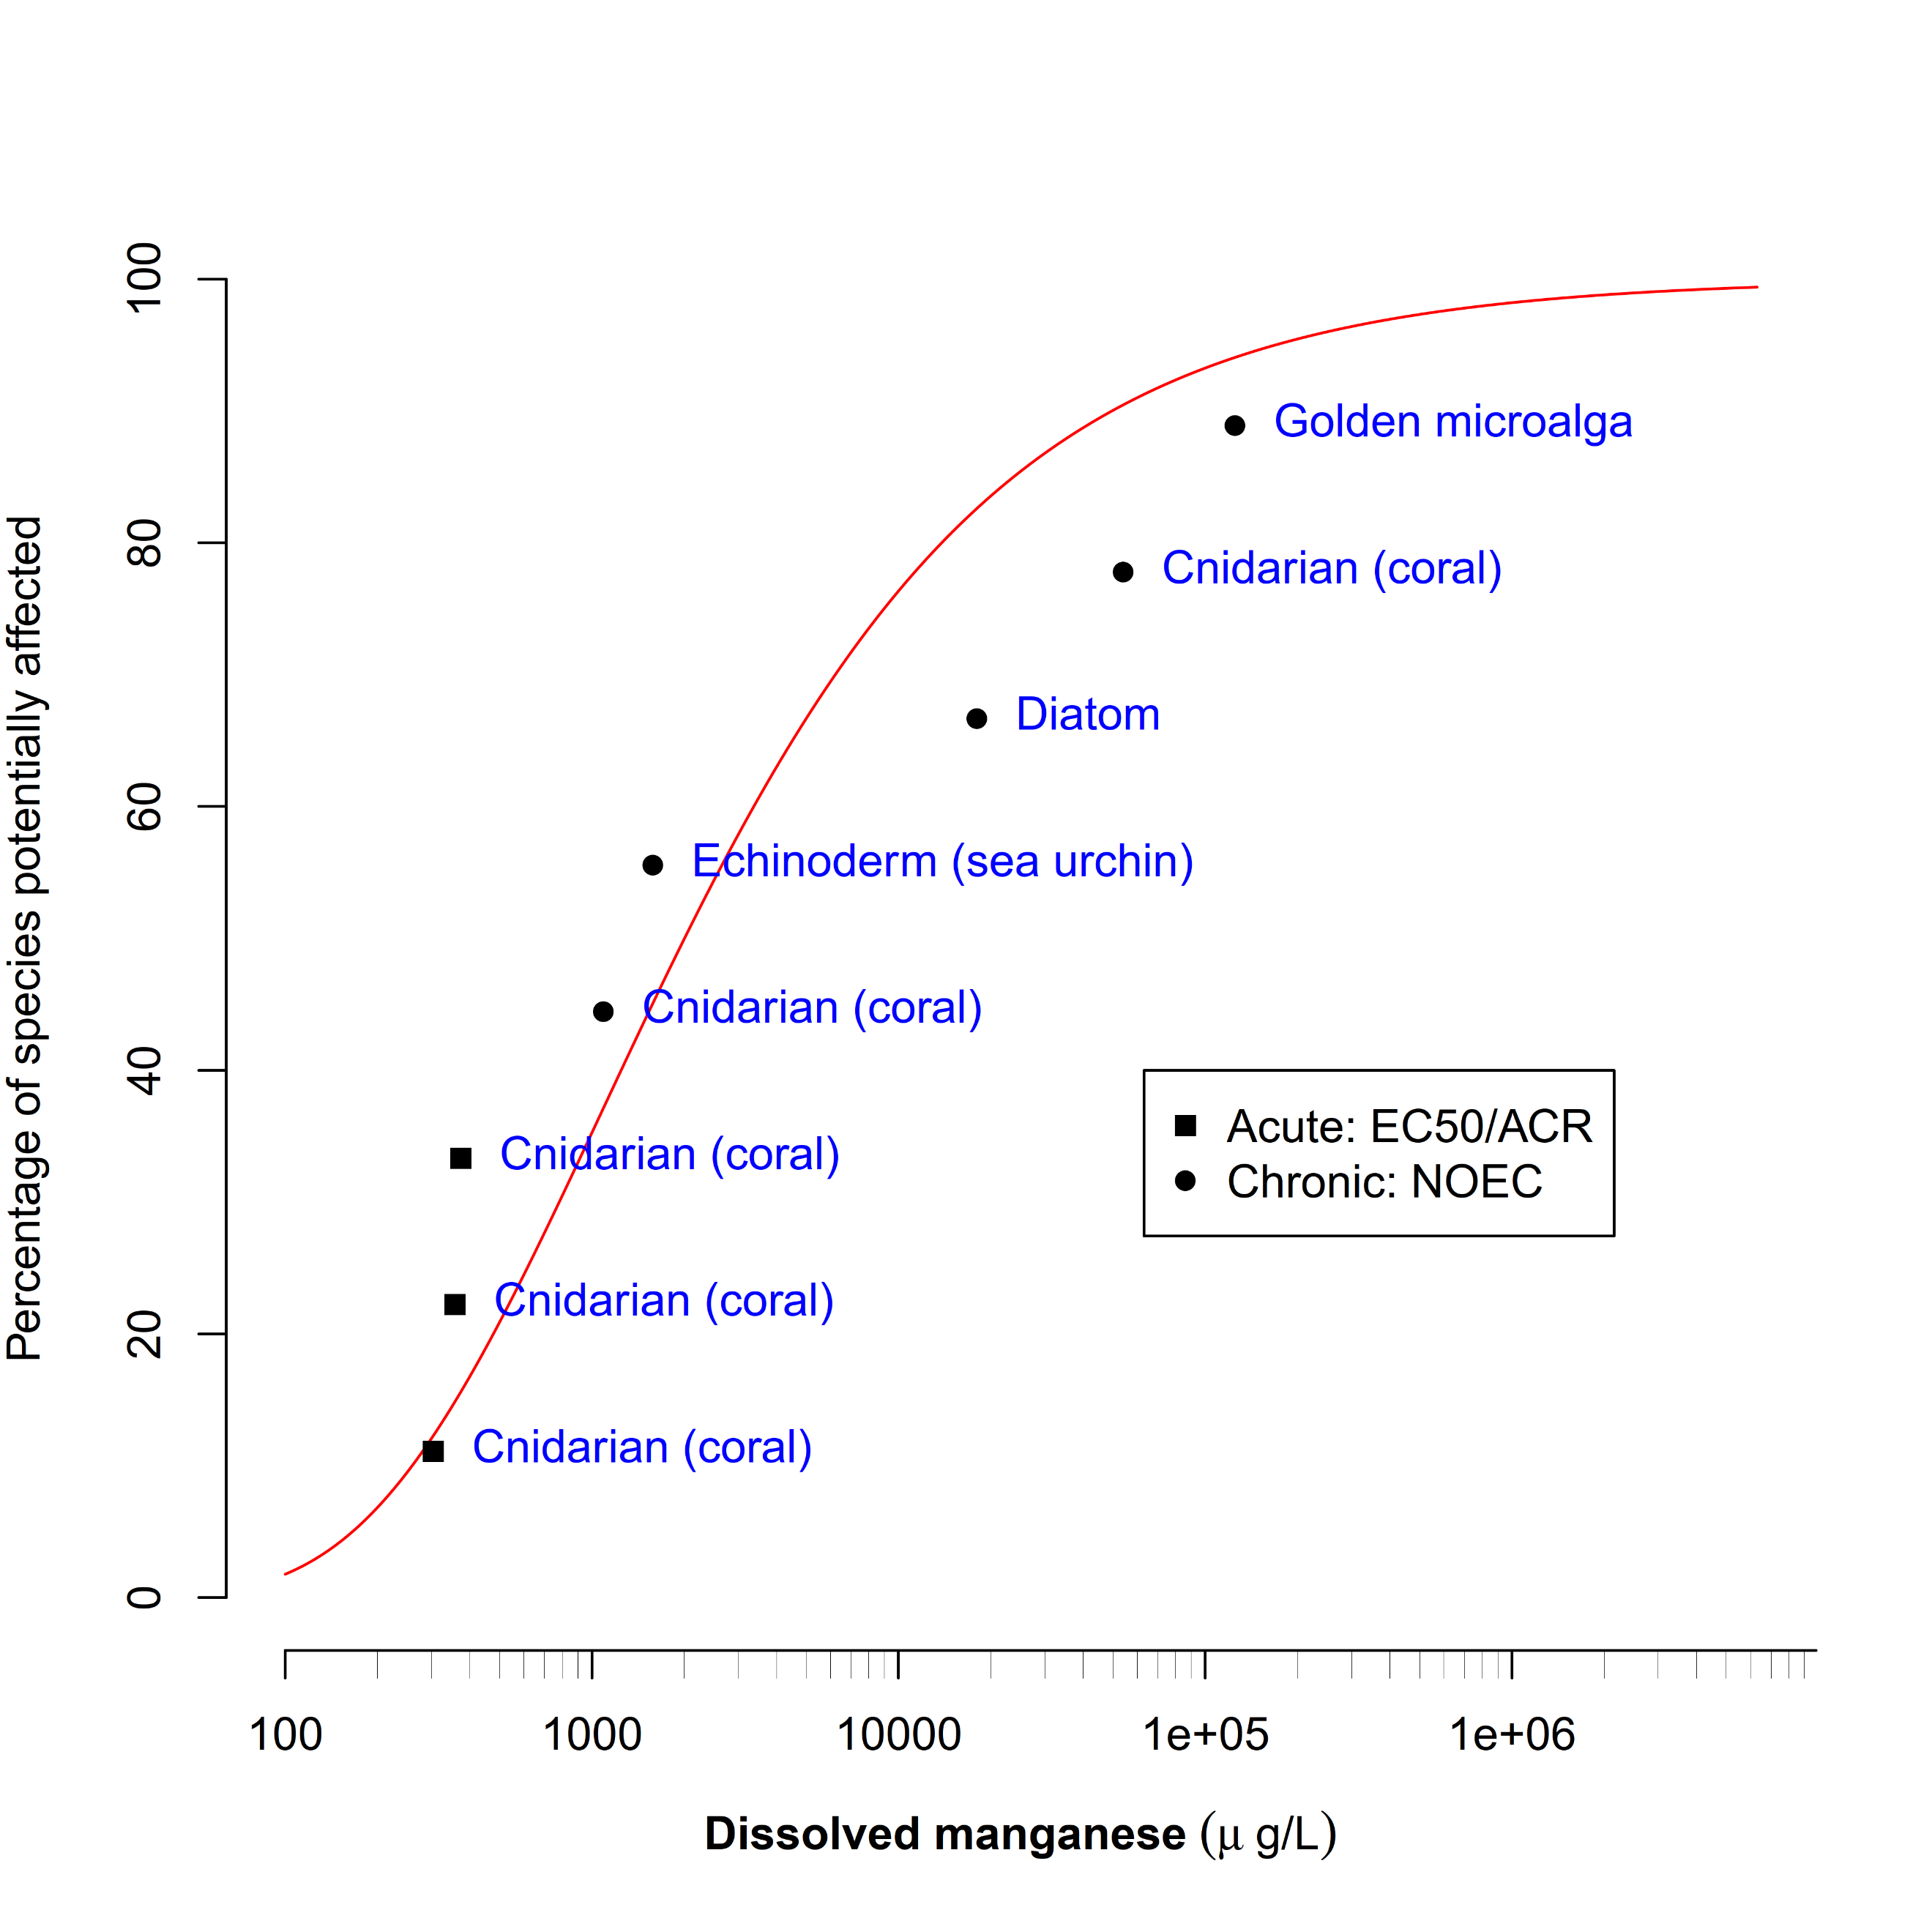 100
80
60
40
20
0
Percentage of species potentially affected
Golden microalga
Cnidarian (coral)
Diatom
Echinoderm (sea urchin)
Cnidarian (coral)
Cnidarian (coral)
Cnidarian (coral)
Cnidarian (coral)
Acute: EC50/ACR
Chronic: NOEC
100 1000 10000 1e+05 1e+06
Dissolved manganese (μ g/L)